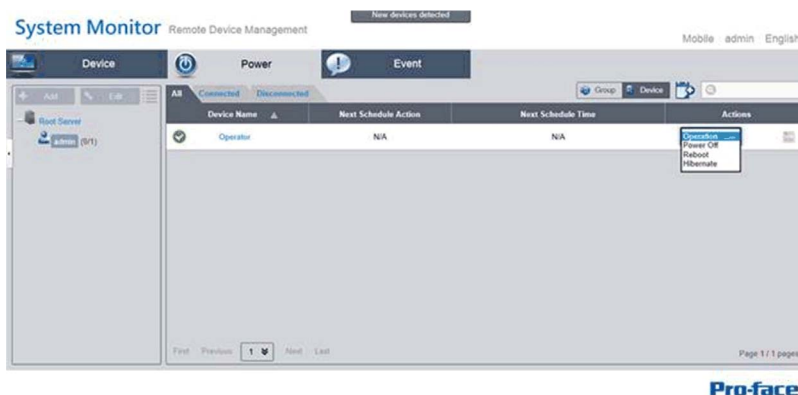 New devices detected
System Monitor Remote Device Management
Mobile admin English
Device Power Event
Add Edit
All Connected Disconnected
Group Device
Device Name Next Schedule Action Next Schedule Time Actions
Root Server
admin (0/1)
Operator N/A N/A Operation ...
Power Off
Reboot
Hibernate
First Previous 1 Next Last
Page 1 / 1 pages
Pro-face